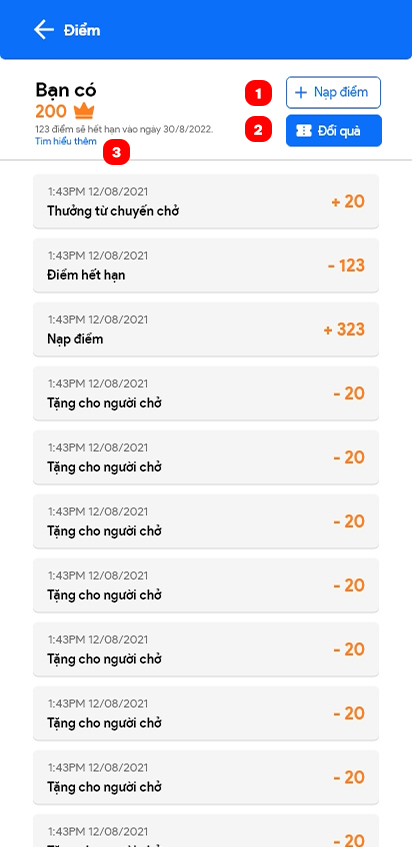 Điểm
Bạn có
200
123 điểm sẽ hết hạn vào ngày 30/8/2022.
Tìm hiểu thêm
3
1
Nạp điểm
2
Đổi quà
1:43PM 12/08/2021
Thưởng từ chuyến chở
+ 20
1:43PM 12/08/2021
Điểm hết hạn
- 123
1:43PM 12/08/2021
Nạp điểm
+ 323
1:43PM 12/08/2021
Tặng cho người chở
- 20
1:43PM 12/08/2021
Tặng cho người chở
- 20
1:43PM 12/08/2021
Tặng cho người chở
- 20
1:43PM 12/08/2021
Tặng cho người chở
- 20
1:43PM 12/08/2021
Tặng cho người chở
- 20
1:43PM 12/08/2021
Tặng cho người chở
- 20
1:43PM 12/08/2021
Tặng cho người chở
- 20
1:43PM 12/08/2021
- 20